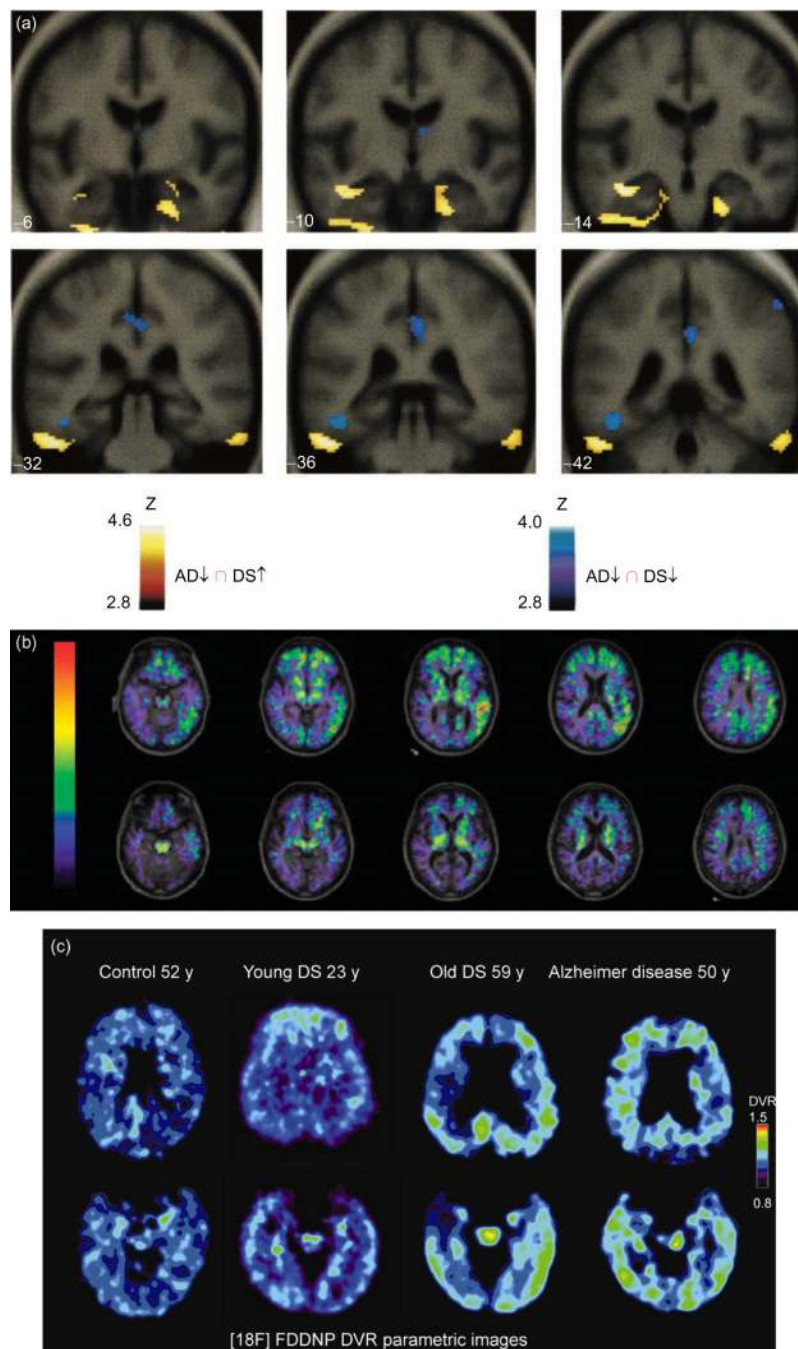 (a)
−6
−10
−14
−32
−36
−42
Z
4.6
2.8
AD↓ ∩ DS↑
Z
4.0
2.8
AD↓ ∩ DS↓
(b)
(c)
Control 52 y
Young DS 23 y
Old DS 59 y
Alzheimer disease 50 y
DVR
1.5
0.8
[18F] FDDNP DVR parametric images